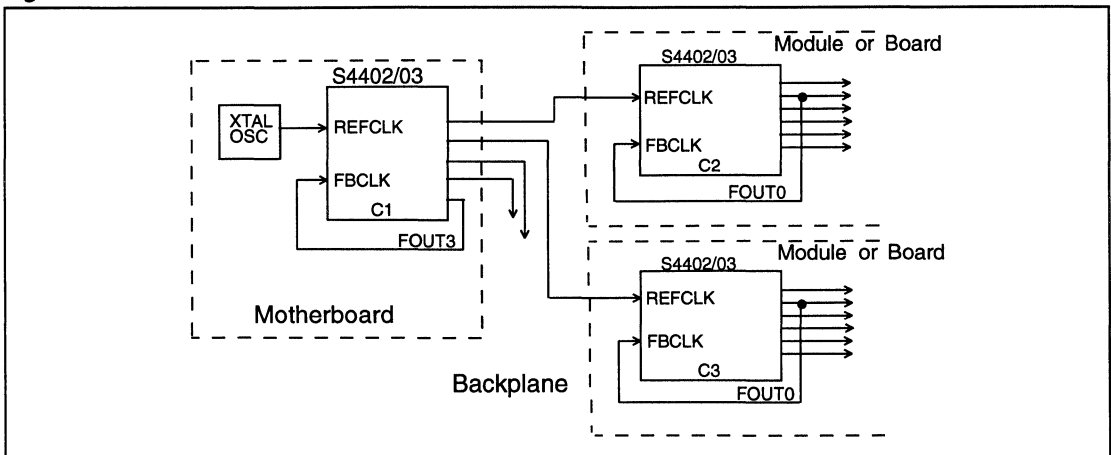 Module or Board
S4402/03
S4402/03
XTAL
OSC
REFCLK
FBCLK
C1
FOUT3
Motherboard
REFCLK
FBCLK
C2
FOUT0
Module or Board
S4402/03
REFCLK
FBCLK
C3
FOUT0
Backplane